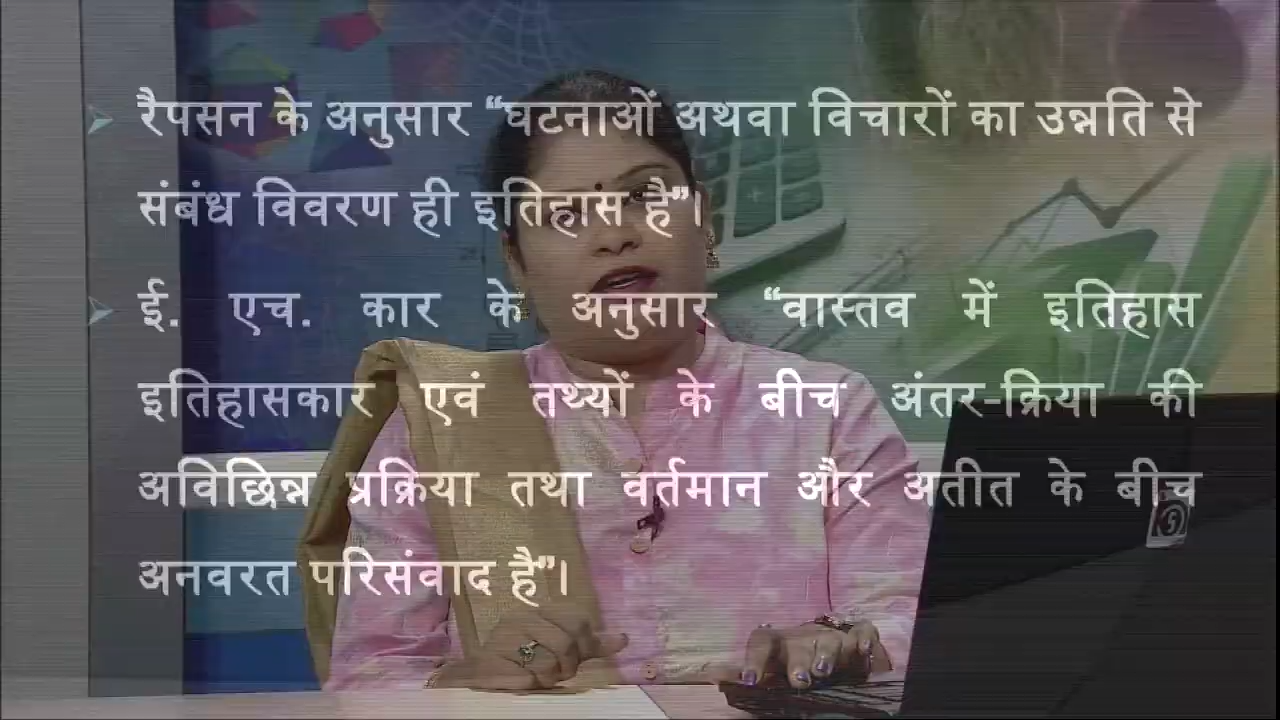 रैपसन के अनुसार “घटनाओं अथवा विचारों का उन्नति से
संबंध विवरण ही इतिहास है”।
ई. एच. कार के अनुसार “वास्तव में इतिहास
इतिहासकार एवं तथ्यों के बीच अंतर-क्रिया की
अविछिन्न प्रक्रिया तथा वर्तमान और अतीत के बीच
अनवरत परिसंवाद है”।